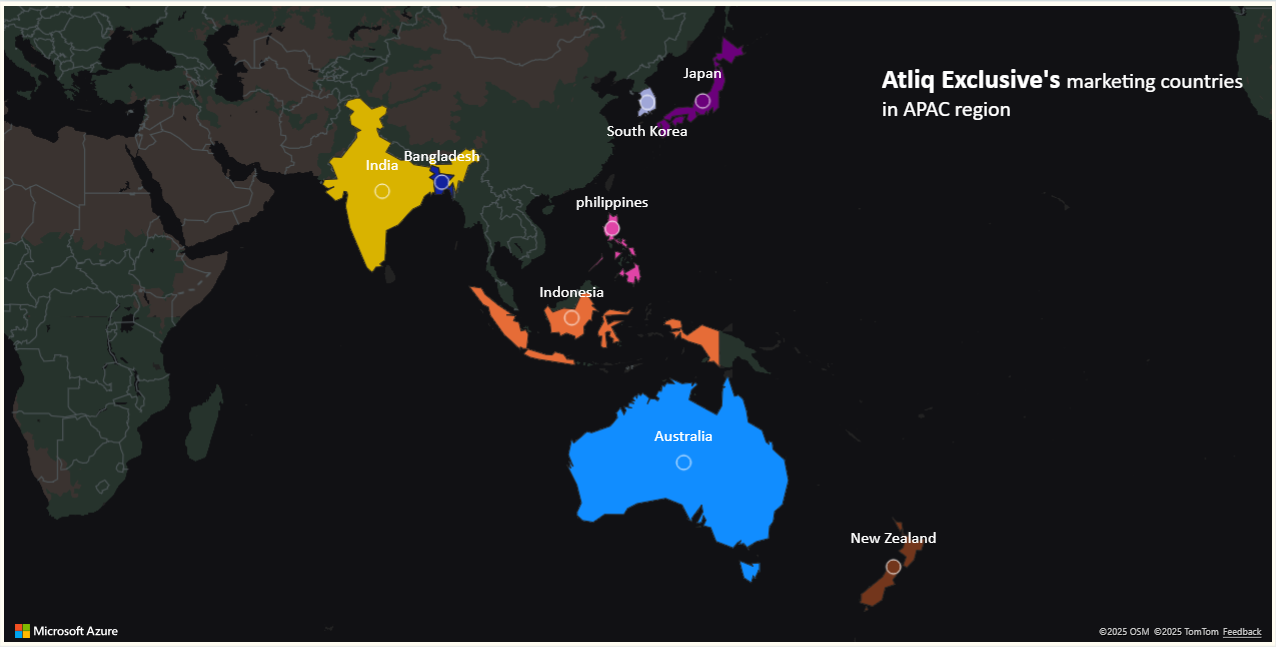 Atliq Exclusive's marketing countries
in APAC region
Japan
South Korea
Bangladesh
India
philippines
Indonesia
Australia
New Zealand
Microsoft Azure
©2025 OSM ©2025 TomTom Feedback